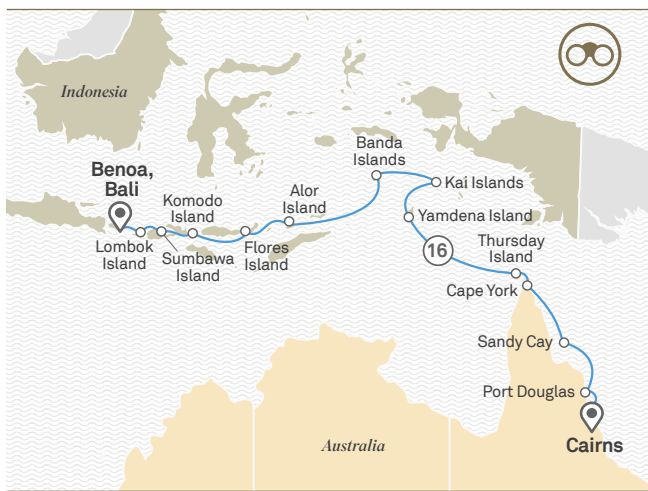 Indonesia
Banda
Islands
Benoa,
Bali
Komodo
Island
Alor
Island
Kai Islands
Yamdena Island
Lombok
Island
Sumbawa
Island
Flores
Island
16
Thursday
Island
Cape York
Sandy Cay
Port Douglas
Australia
Cairns